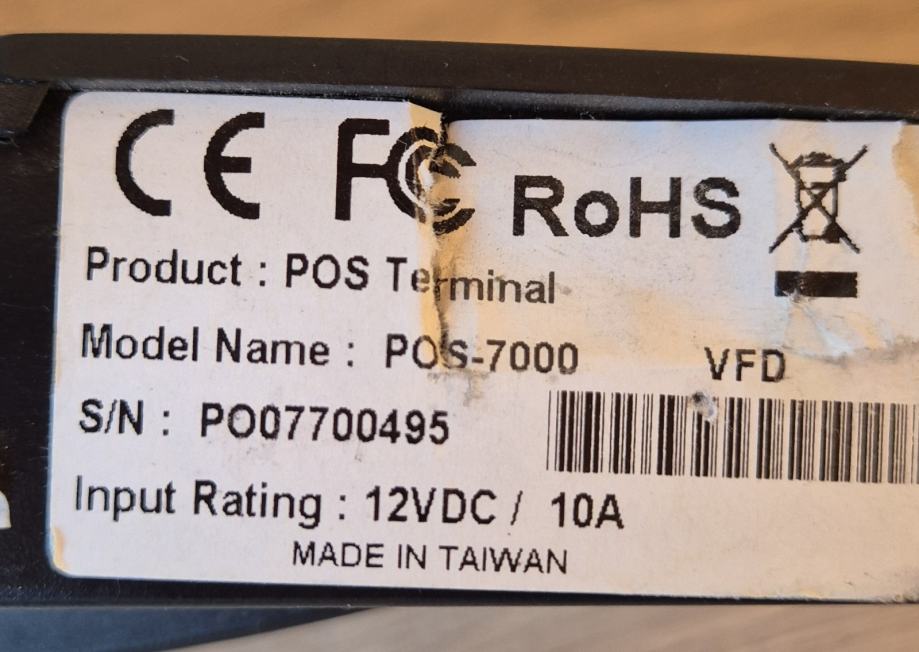 CE FC RoHS
Product : POS Terminal
Model Name : POS-7000 VFD
S/N : PO07700495
Input Rating : 12VDC / 10A
MADE IN TAIWAN